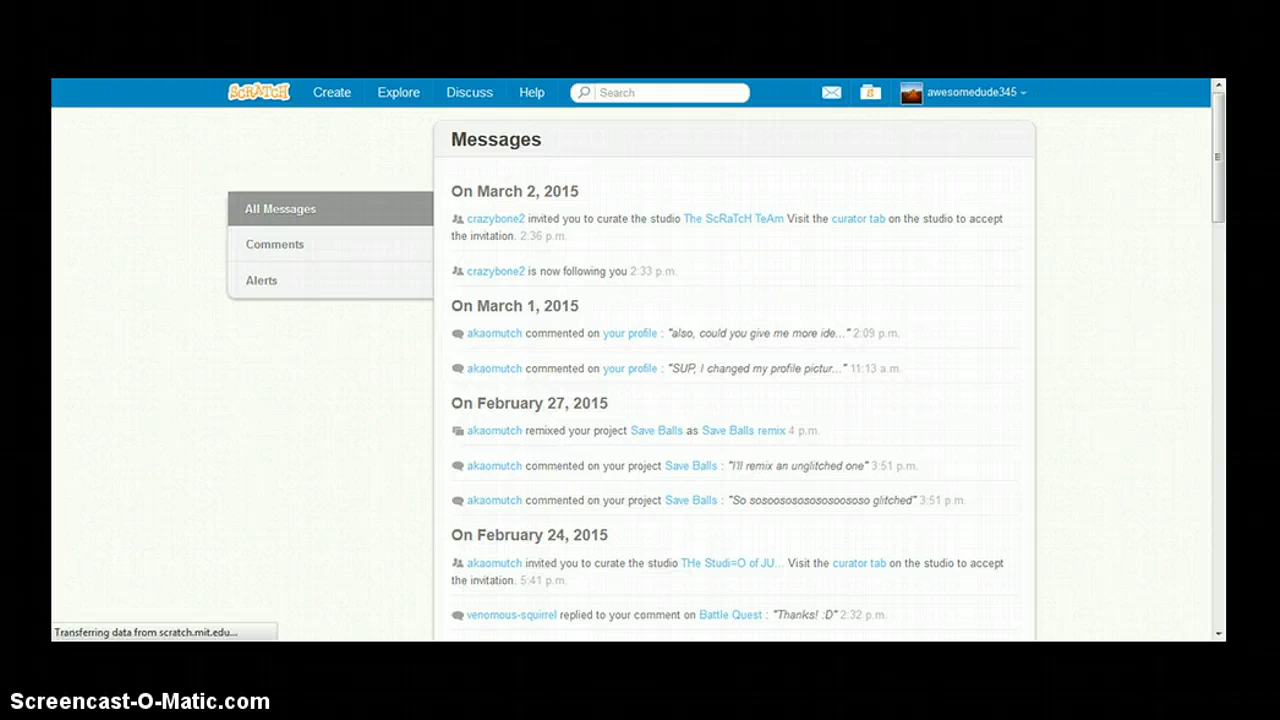 SCRATCH Create Explore Discuss Help Search awesomedude345
Messages
All Messages
Comments
Alerts
On March 2, 2015
crazybone2 invited you to curate the studio The ScRaTcH TeAm Visit the curator tab on the studio to accept
the invitation. 2:36 p.m.
crazybone2 is now following you 2:33 p.m.
On March 1, 2015
akaomutch commented on your profile : "also, could you give me more ide..." 2:09 p.m.
akaomutch commented on your profile : "SUP, I changed my profile pictur..." 11:13 a.m.
On February 27, 2015
akaomutch remixed your project Save Balls as Save Balls remix 4 p.m.
akaomutch commented on your project Save Balls : "I'll remix an unglitched one" 3:51 p.m.
akaomutch commented on your project Save Balls : "So sosoosososososoososo glitched" 3:51 p.m.
On February 24, 2015
akaomutch invited you to curate the studio THe Studi=O of JU... Visit the curator tab on the studio to accept
the invitation. 5:41 p.m.
venomous-squirrel replied to your comment on Battle Quest : "Thanks! :D" 2:32 p.m.
Transferring data from scratch.mit.edu...
Screencast-O-Matic.com